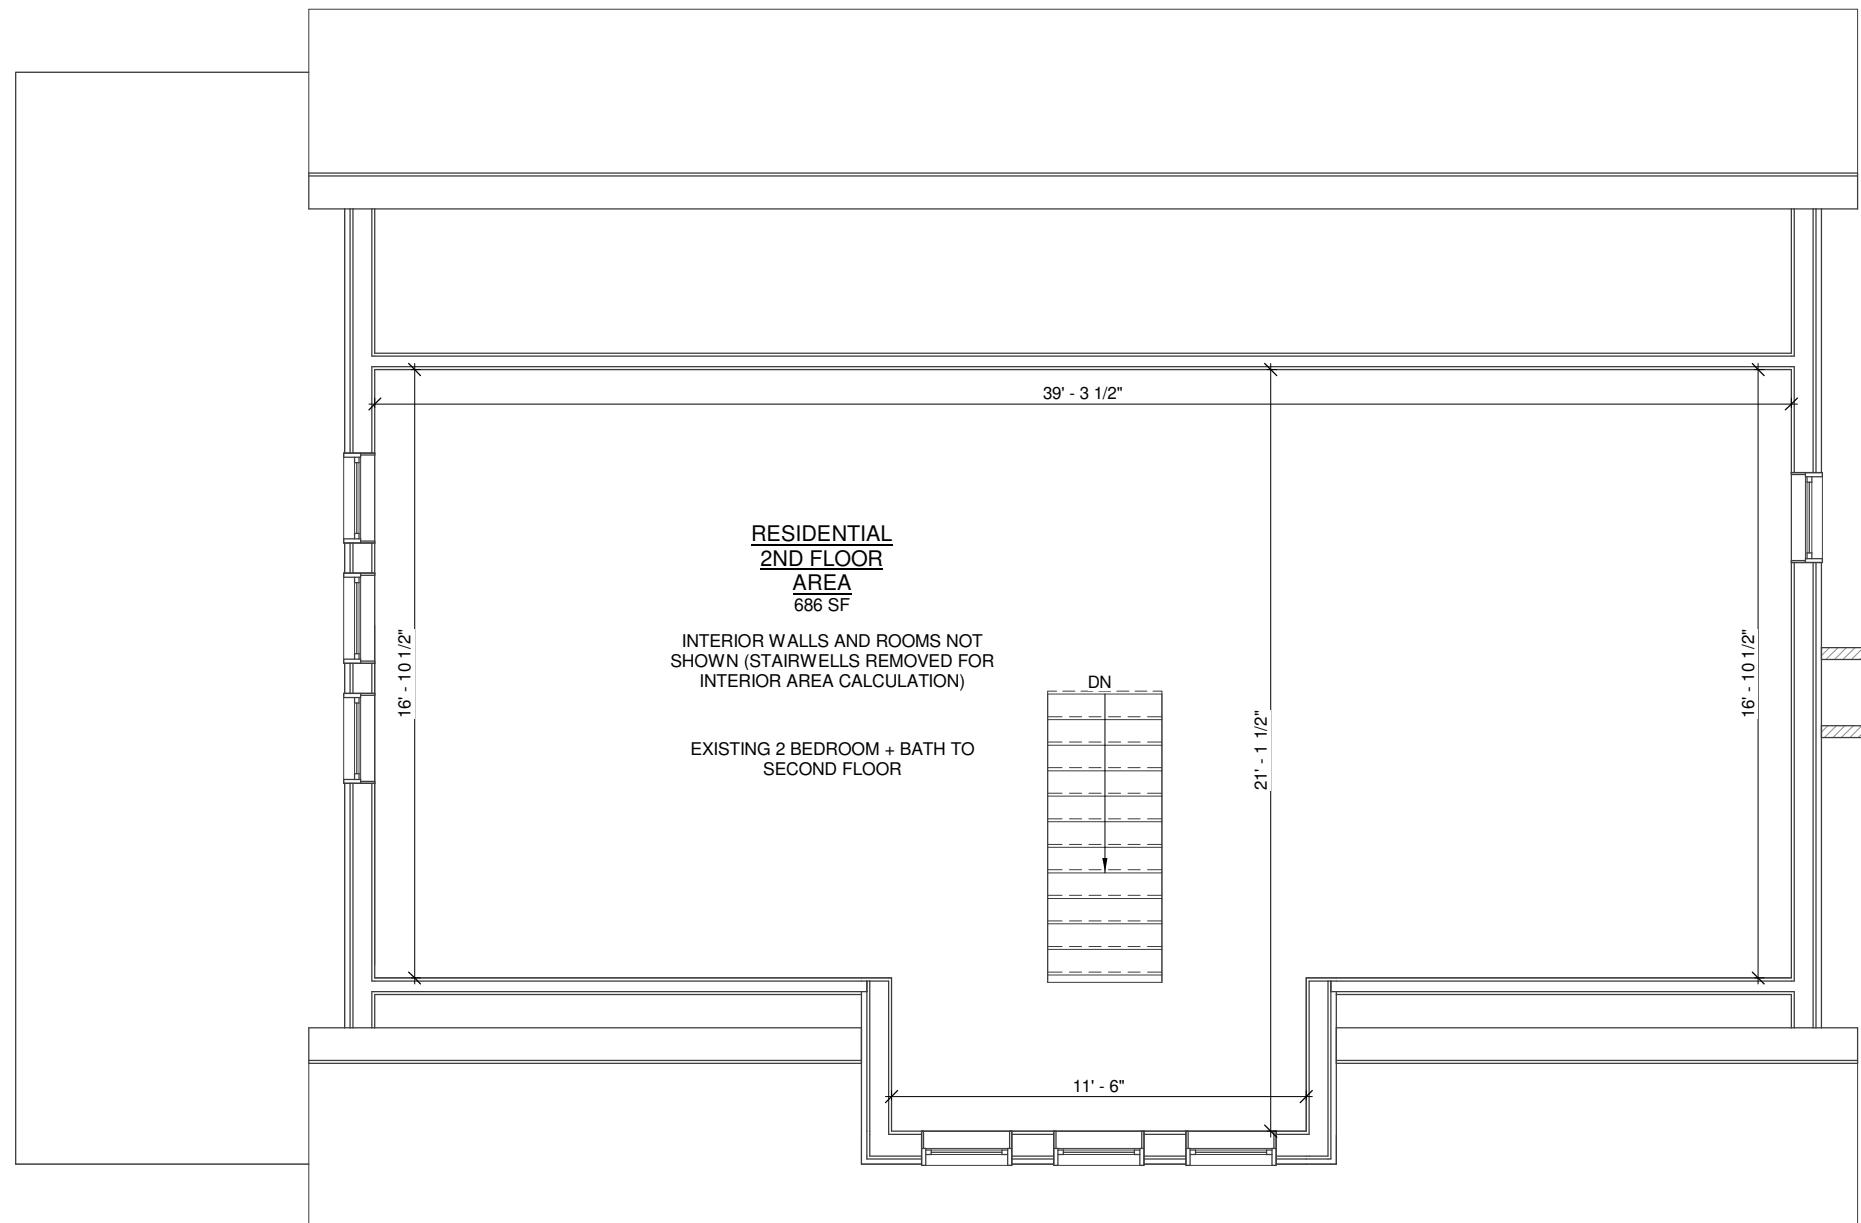 39' - 3 1/2"
RESIDENTIAL
2ND FLOOR
AREA
686 SF
INTERIOR WALLS AND ROOMS NOT
SHOWN (STAIRWELLS REMOVED FOR
INTERIOR AREA CALCULATION)
16' - 10 1/2"
16' - 10 1/2"
DN
21' - 1 1/2"
EXISTING 2 BEDROOM + BATH TO
SECOND FLOOR
11' - 6"